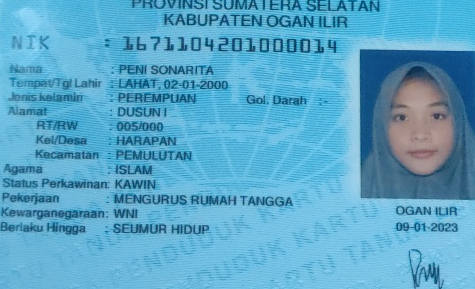 PROVINSI SUMATERA SELATAN
KABUPATEN OGAN ILIR
NIK : 1671104201000014
Nama : PENI SONARITA
Tempat/Tgl Lahir : LAHAT, 02-01-2000
Jenis kelamin : PEREMPUAN Gol. Darah :-
Alamat : DUSUN I
RT/RW : 005/000
Kel/Desa : HARAPAN
Kecamatan : PEMULUTAN
Agama : ISLAM
Status Perkawinan: KAWIN
Pekerjaan : MENGURUS RUMAH TANGGA
Kewarganegaraan: WNI
Berlaku Hingga : SEUMUR HIDUP
OGAN ILIR
09-01-2023